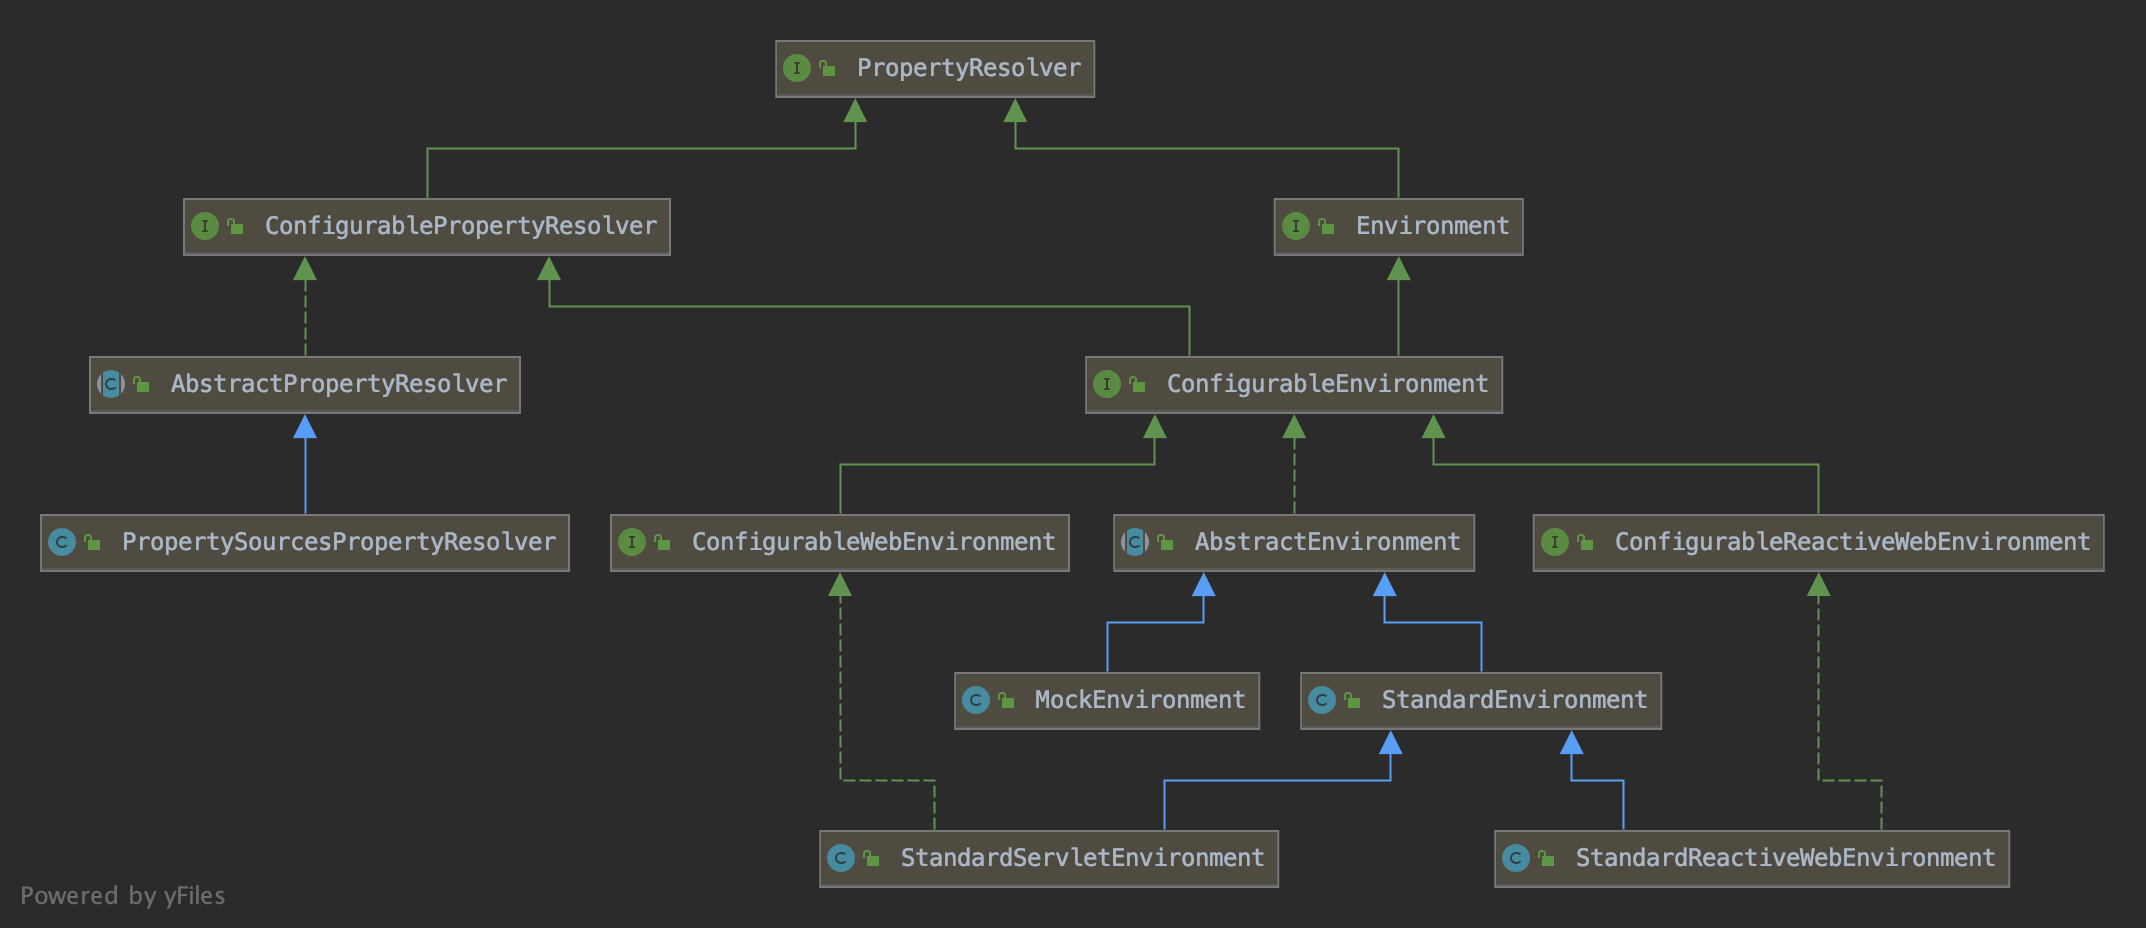 I PropertyResolver
I ConfigurablePropertyResolver
I Environment
C AbstractPropertyResolver
I ConfigurableEnvironment
C PropertySourcesPropertyResolver
I ConfigurableWebEnvironment
C AbstractEnvironment
I ConfigurableReactiveWebEnvironment
C MockEnvironment
C StandardEnvironment
C StandardServletEnvironment
C StandardReactiveWebEnvironment
Powered by yFiles